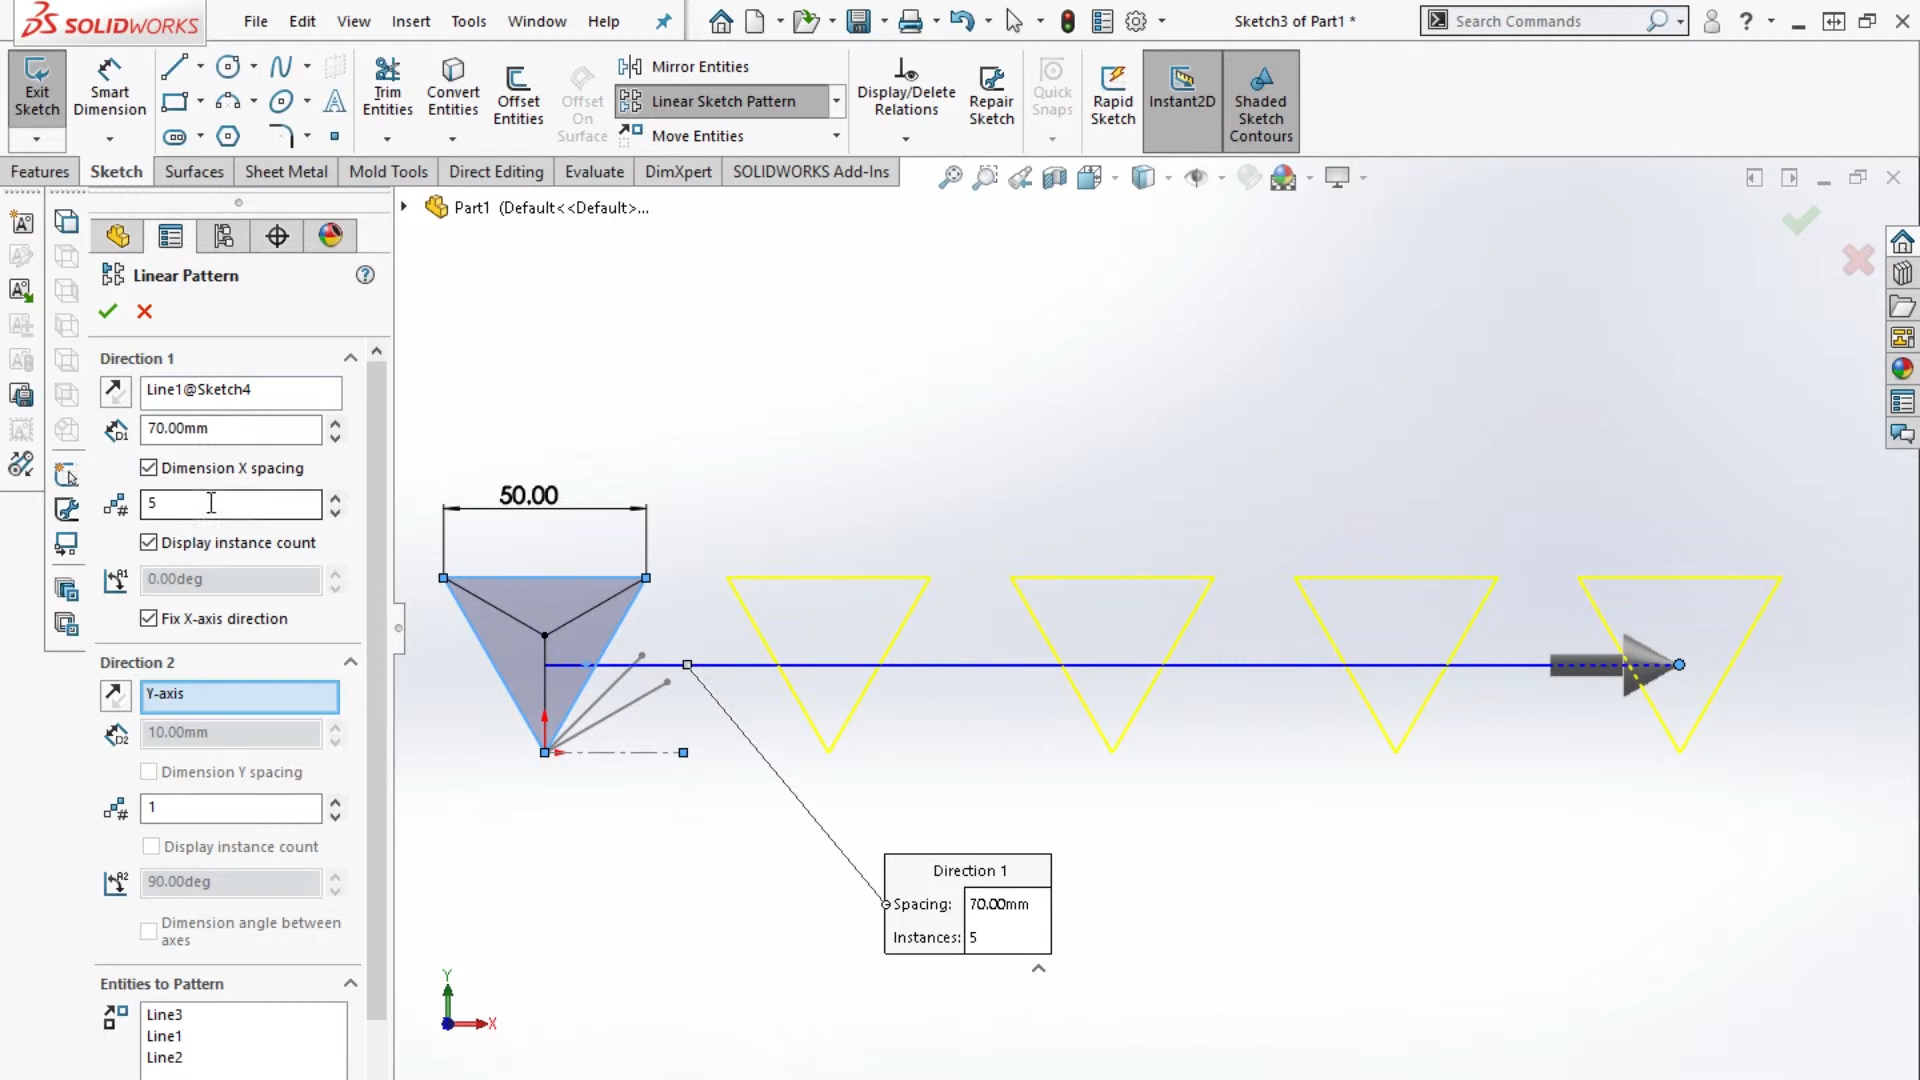 SOLIDWORKS
File Edit View Insert Tools Window Help
Sketch3 of Part1 *
Search Commands
Exit Sketch
Smart Dimension
Trim Entities
Convert Entities
Offset Entities
Offset On Surface
Mirror Entities
Linear Sketch Pattern
Move Entities
Display/Delete Relations
Repair Sketch
Quick Snaps
Rapid Sketch
Instant2D
Shaded Sketch Contours
Features Sketch Surfaces Sheet Metal Mold Tools Direct Editing Evaluate DimXpert SOLIDWORKS Add-Ins
Part1 (Default<<Default>...
Linear Pattern
Direction 1
Line1@Sketch4
D1
70.00mm
Dimension X spacing
#
5
Display instance count
A1
0.00deg
Fix X-axis direction
Direction 2
Y-axis
D2
10.00mm
Dimension Y spacing
#
1
Display instance count
A2
90.00deg
Dimension angle between
axes
Entities to Pattern
Line3
Line1
Line2
50.00
Direction 1
Spacing: 70.00mm
Instances: 5
Y
X